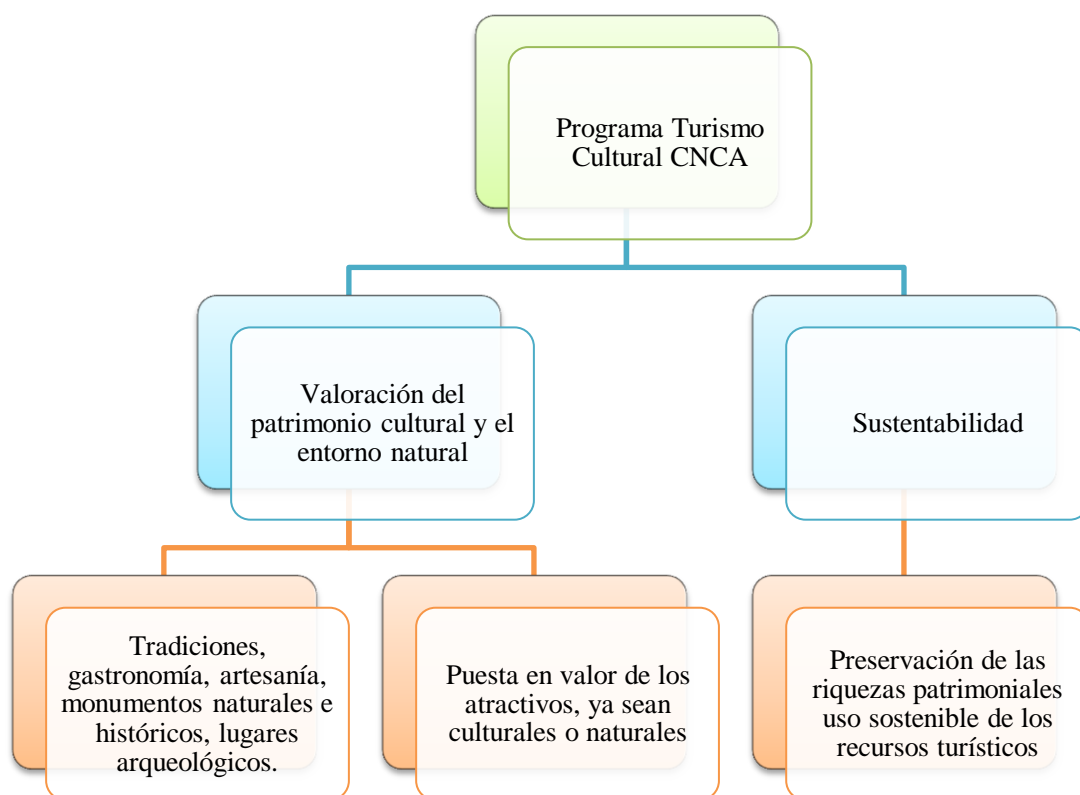 Programa Turismo
Cultural CNCA
Valoración del
patrimonio cultural y el
entorno natural
Sustentabilidad
Tradiciones,
gastronomía, artesanía,
monumentos naturales e
históricos, lugares
arqueológicos.
Puesta en valor de los
atractivos, ya sean
culturales o naturales
Preservación de las
riquezas patrimoniales
uso sostenible de los
recursos turísticos